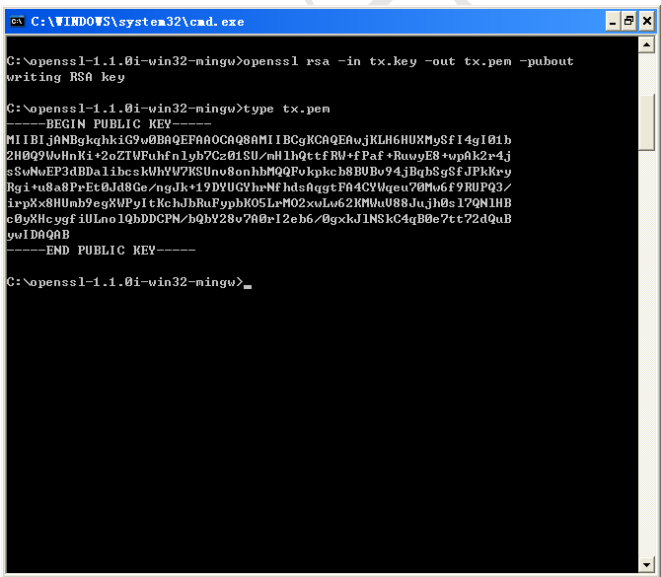 C:\WINDOWS\system32\cmd.exe
C:\openssl-1.1.0i-win32-mingw>openssl rsa -in tx.key -out tx.pem -pubout
writing RSA key
C:\openssl-1.1.0i-win32-mingw>type tx.pem
-----BEGIN PUBLIC KEY-----
MIIBIjANBgkqhkiG9w0BAQEFAAOCAQ8AMIIBCgKCAQEAwjKLH6HUXMySfI4gI01b
2H0Q9WvHnKi+2oZTWFuhfnlyb7Cz01SU/mHlhQttfRW+fPaf+RuwyE8+wpAk2r4j
sSwNwEP3dBDalibcskWhYW7KSUnv8onhbMQQFvkpkcb8BVBv94jBqbSgSfJPkKry
Rgi+u8a8PrEt0Jd8Ge/ngJk+19DYUGYhrNfhdsAqgtFA4CYWqeu70Mw6f9RUPQ3/
irpXx8HUmb9egXWPyItKchJbRuFypbKO5LrMO2xwLw62KMWuV88Jujh0sl7QNlHB
c0yXHcygfiULnolQbDDCPN/bQbY28v7A0rI2eb6/0gxkJlNSkC4qB0e7tt72dQuB
ywIDAQAB
-----END PUBLIC KEY-----
C:\openssl-1.1.0i-win32-mingw>_